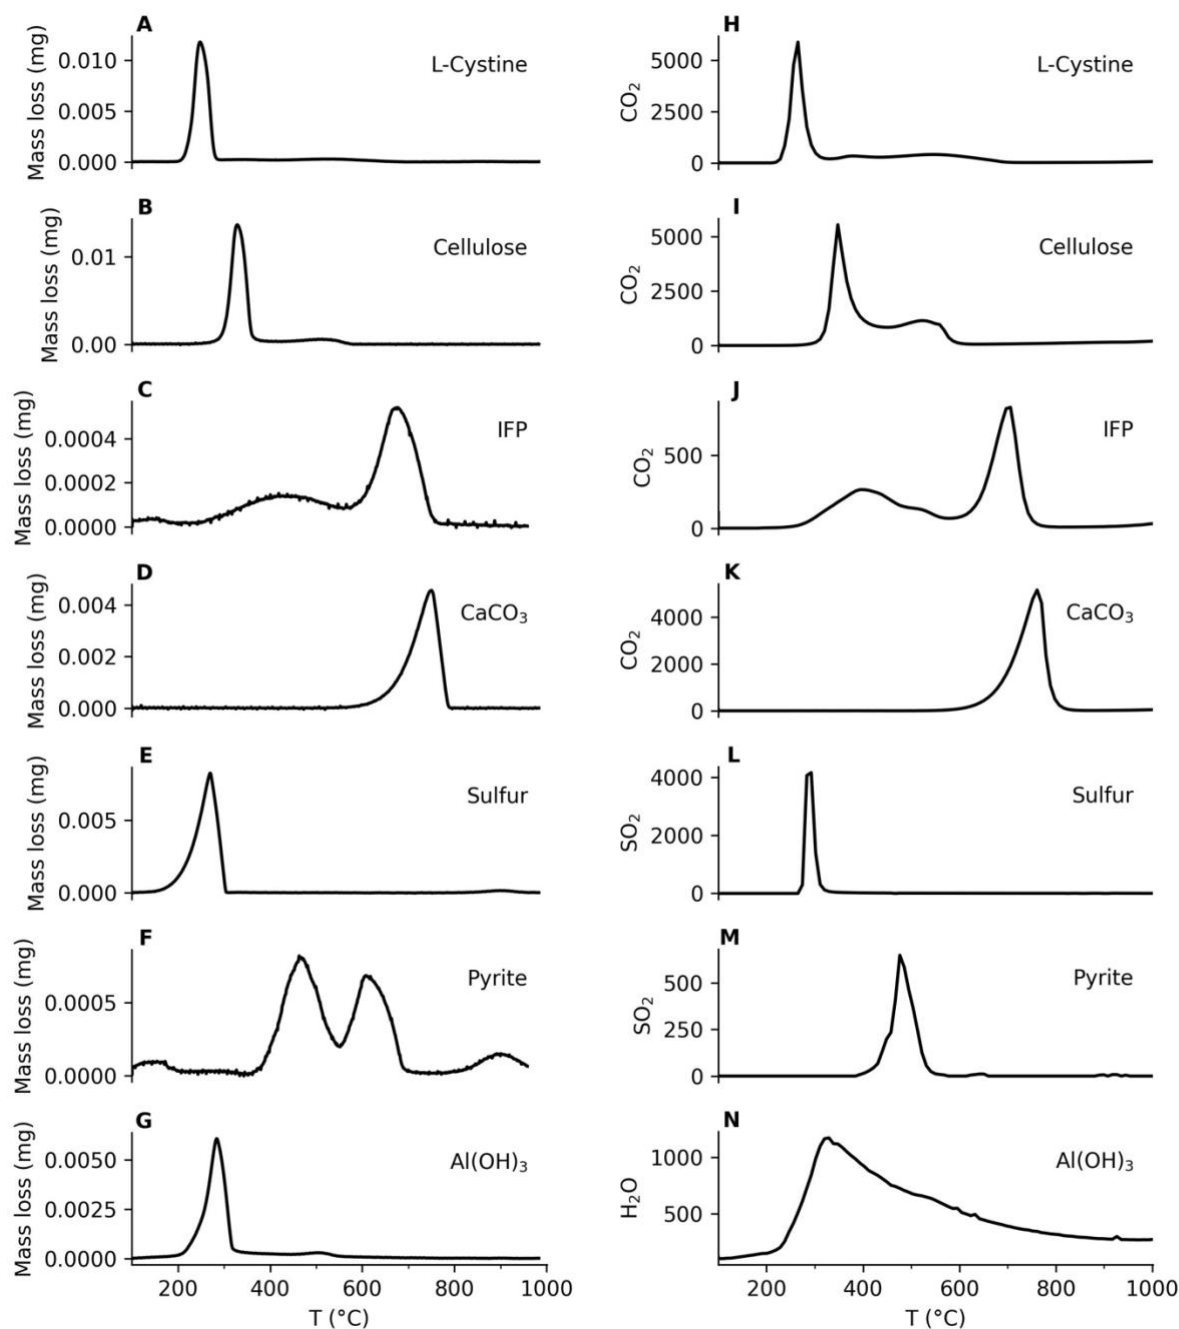 A
Mass loss (mg)
0.010
0.005
0.000
L-Cystine
H
CO₂
5000
2500
0
L-Cystine
B
Mass loss (mg)
0.01
0.00
Cellulose
I
CO₂
5000
2500
0
Cellulose
C
Mass loss (mg)
0.0004
0.0002
0.0000
IFP
J
CO₂
500
0
IFP
D
Mass loss (mg)
0.004
0.002
0.000
CaCO₃
K
CO₂
4000
2000
0
CaCO₃
E
Mass loss (mg)
0.005
0.000
Sulfur
L
SO₂
4000
2000
0
Sulfur
F
Mass loss (mg)
0.0005
0.0000
Pyrite
M
SO₂
500
250
0
Pyrite
G
Mass loss (mg)
0.0050
0.0025
0.0000
Al(OH)₃
200 400 600 800 1000
T (°C)
N
H₂O
1000
500
Al(OH)₃
200 400 600 800 1000
T (°C)